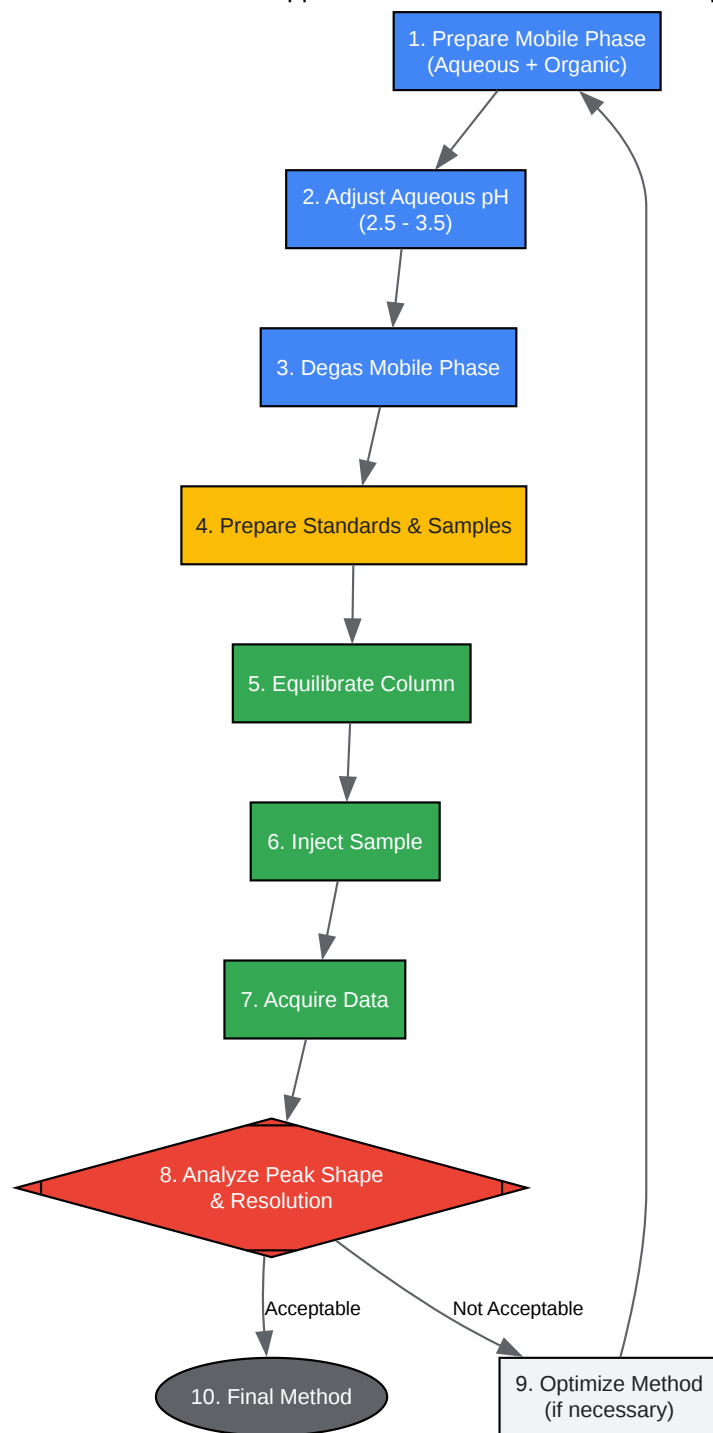 1. Prepare Mobile Phase
(Aqueous + Organic)
2. Adjust Aqueous pH
(2.5 - 3.5)
3. Degas Mobile Phase
4. Prepare Standards & Samples
5. Equilibrate Column
6. Inject Sample
7. Acquire Data
8. Analyze Peak Shape
& Resolution
Acceptable
Not Acceptable
10. Final Method
9. Optimize Method
(if necessary)